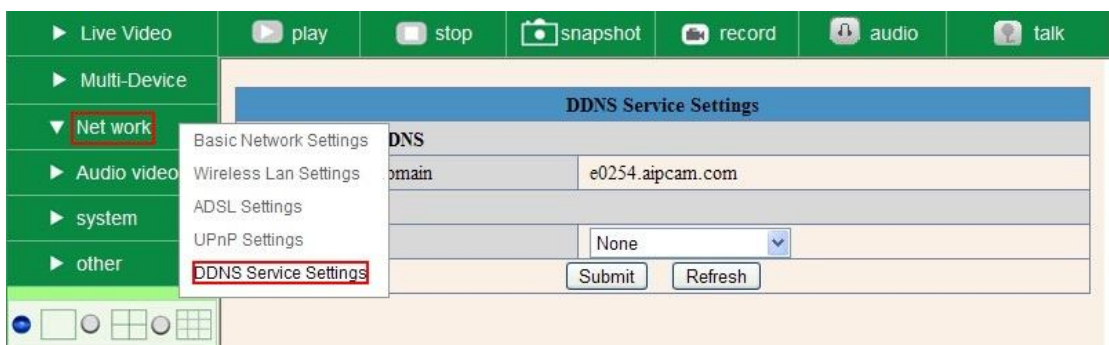 Live Video
play
stop
snapshot
record
audio
talk
Multi-Device
Net work
Audio video
system
other
Basic Network Settings
Wireless Lan Settings
ADSL Settings
UPnP Settings
DDNS Service Settings
DDNS Service Settings
DNS
omain
e0254.aipcam.com
None
Submit
Refresh